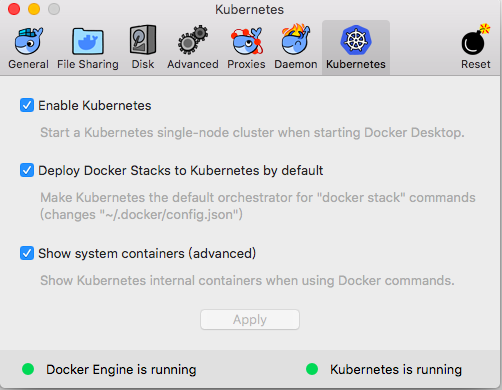 Kubernetes
General File Sharing Disk Advanced Proxies Daemon Kubernetes Reset
Enable Kubernetes
Start a Kubernetes single-node cluster when starting Docker Desktop.
Deploy Docker Stacks to Kubernetes by default
Make Kubernetes the default orchestrator for "docker stack" commands
(changes "~/.docker/config.json")
Show system containers (advanced)
Show Kubernetes internal containers when using Docker commands.
Apply
Docker Engine is running Kubernetes is running